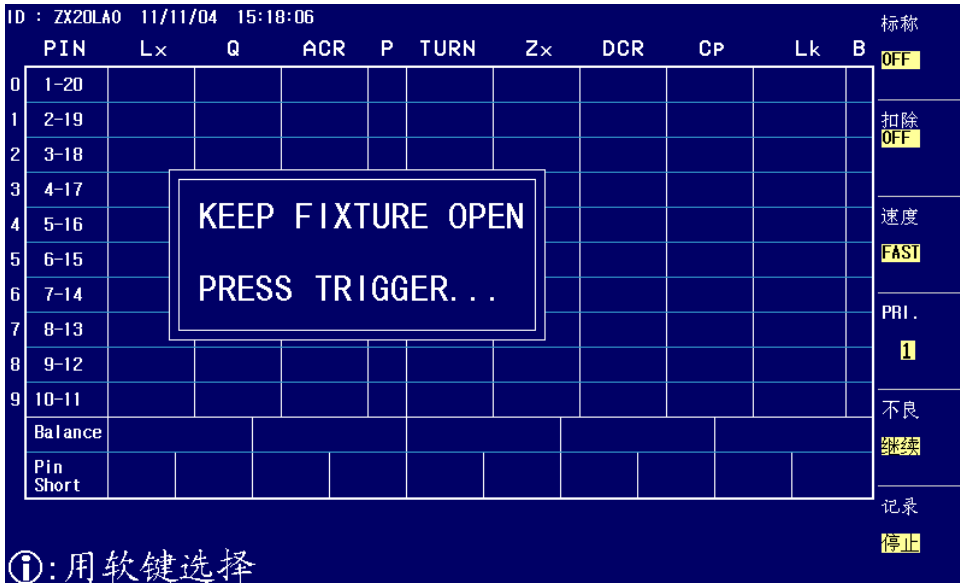 ID : ZX20LA0 11/11/04 15:18:06
PIN Lx Q ACR P TURN Zx DCR CP Lk B
0 1-20
1 2-19
2 3-18
3 4-17
4 5-16
5 6-15
6 7-14
7 8-13
8 9-12
9 10-11
Balance
Pin
Short
KEEP FIXTURE OPEN
PRESS TRIGGER...
标称
OFF
扣除
OFF
速度
FAST
PRI.
1
不良
继续
记录
停止
ⓘ:用软键选择